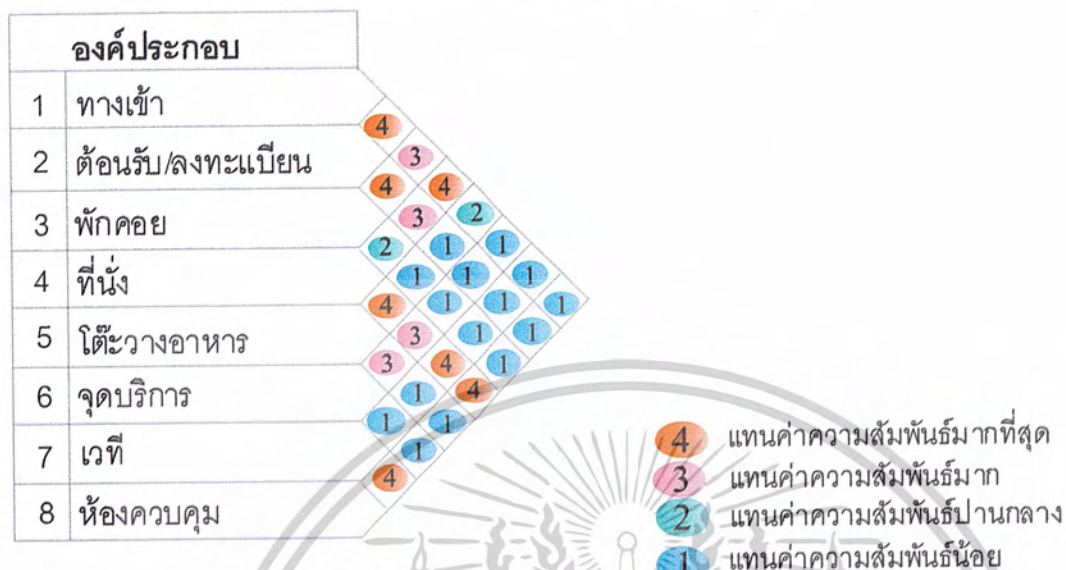 องค์ประกอบ
1 ทางเข้า
4
2 ต้อนรับ/ลงทะแบียน 3
4 4
3 พักคอย 3 2
2 1 1
4 ที่นั่ง 1 1 1
4 1 1 1
5 โต๊ะวางอาหาร 3 1 1
3 4 1
6 จุดบริการ 1 4
1 1
7 เวที 1
4
8 ห้องควบคุม
4 แทนค่าความสัมพันธ์มากที่สุด
3 แทนค่าความสัมพันธ์มาก
2 แทนค่าความสัมพันธ์ปานกลาง
1 แทนค่าความสัมพันธ์น้อย